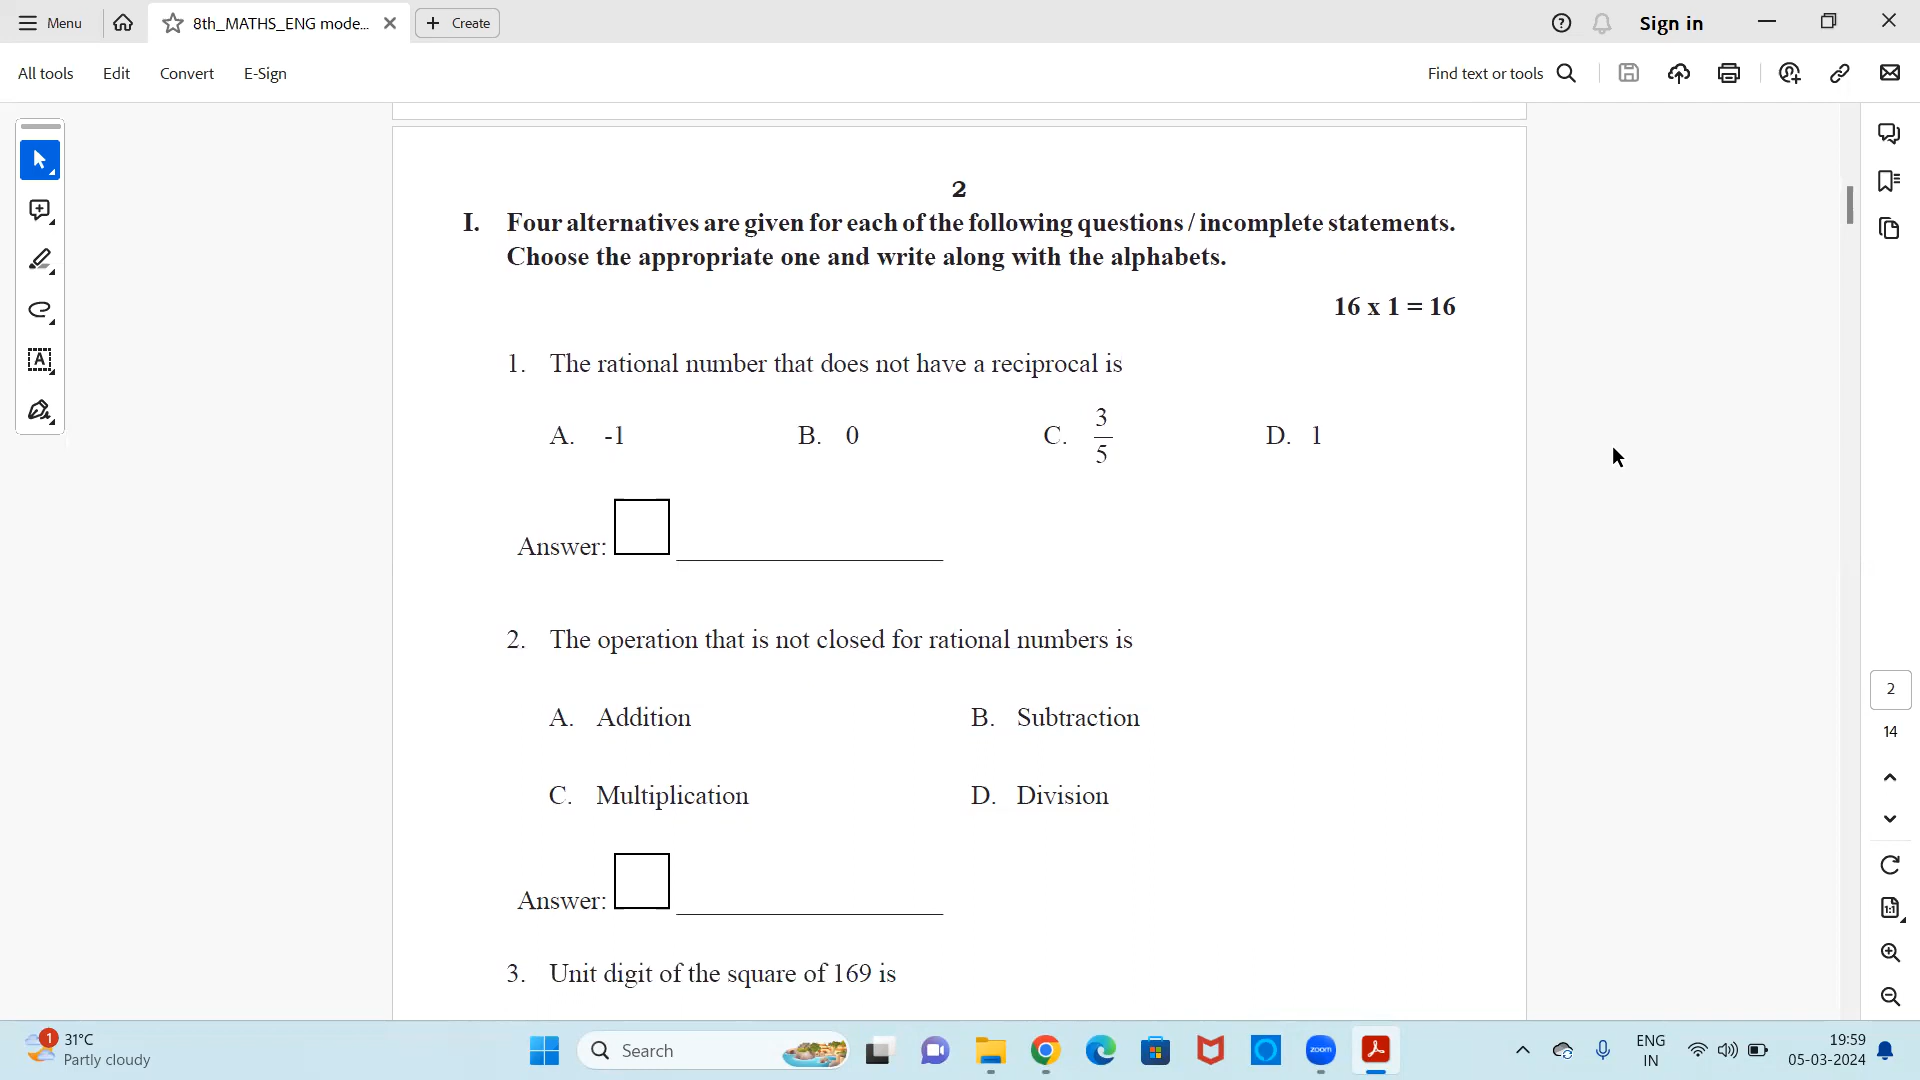 Menu
8th_MATHS_ENG mode...
Create
Sign in
All tools
Edit
Convert
E-Sign
Find text or tools
2
I. Four alternatives are given for each of the following questions / incomplete statements.
Choose the appropriate one and write along with the alphabets.
16 x 1 = 16
1. The rational number that does not have a reciprocal is
A. -1 B. 0 C. 3/5 D. 1
Answer:
2. The operation that is not closed for rational numbers is
A. Addition B. Subtraction
C. Multiplication D. Division
Answer:
3. Unit digit of the square of 169 is
2
14
1:1
1
31°C
Partly cloudy
Search
zoom
ENG
IN
19:59
05-03-2024